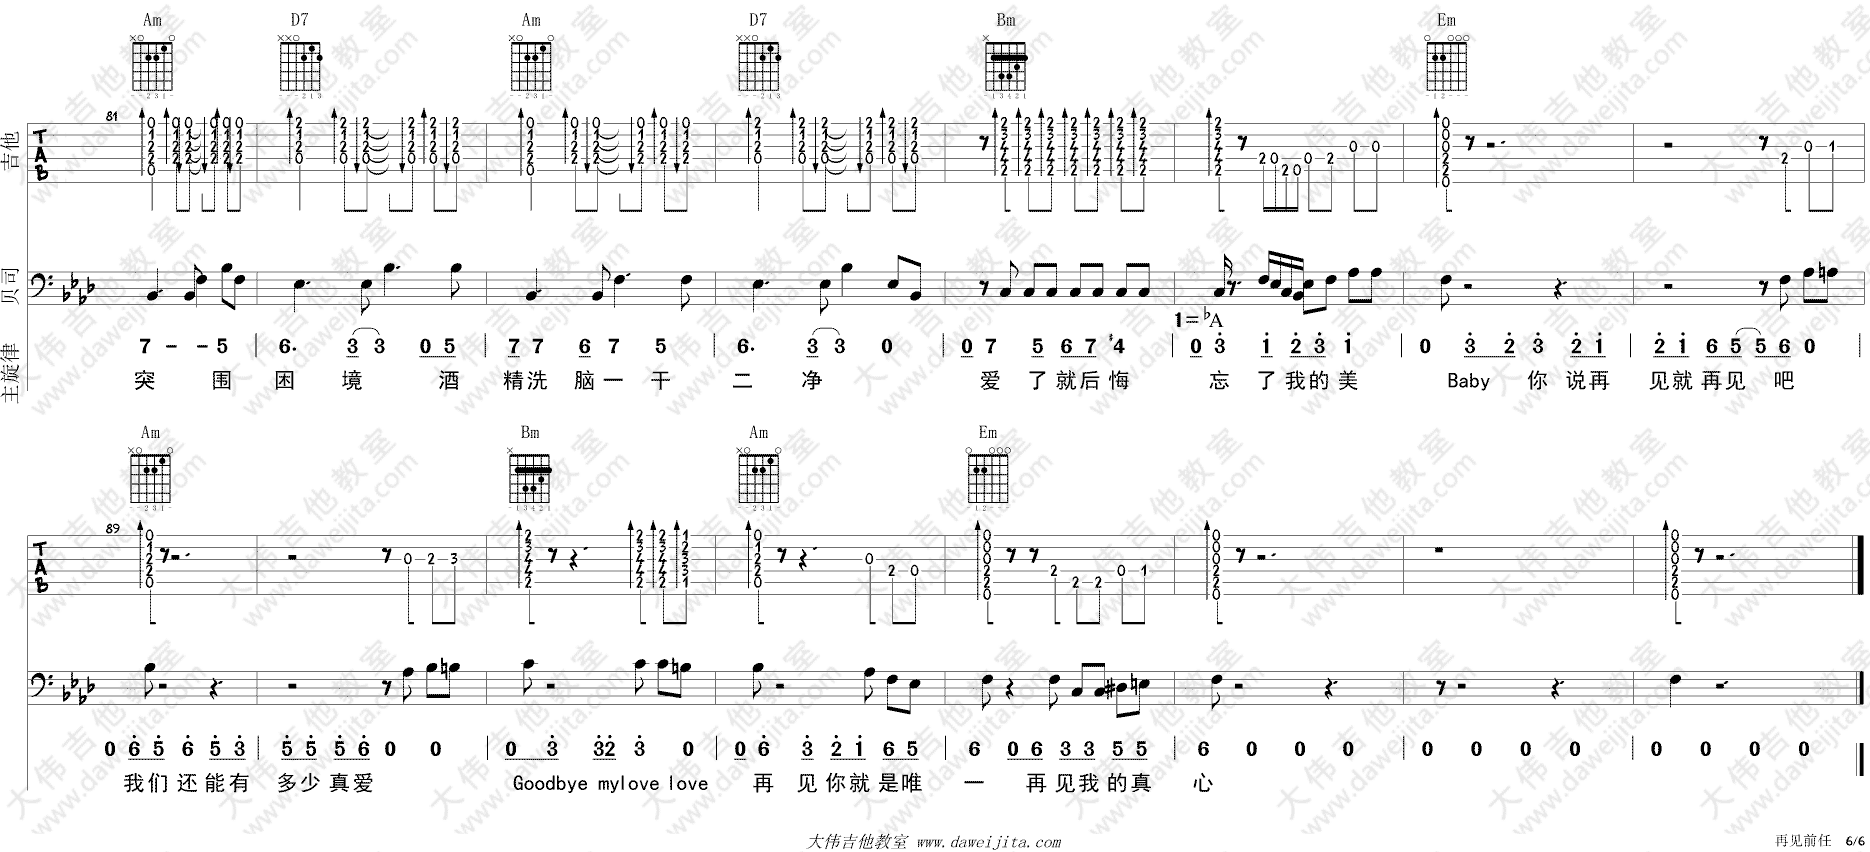 Am D7 Am D7 Bm Em
81
吉他
贝司
1=♭A
主旋律
7 - - 5 | 6. 3 3 0 5 | 7 7 6 7 5 | 6. 3 3 0 | 0 7 5 6 7 #4 | 0 3 1 2 3 1 | 0 3 2 3 2 1 | 2 1 6 5 5 6 0 |
突 围 困 境 酒 精 洗 脑 一 干 二 净 爱 了 就 后 悔 忘 了 我 的 美 Baby 你 说 再 见 就 再 见 吧
Am Bm Am Em
89
0 6 5 6 5 3 | 5 5 5 6 0 0 | 0 3 3 2 3 0 | 0 6 3 2 1 6 5 | 6 0 6 3 3 5 5 | 6 0 0 0 | 0 0 0 0 | 0 0 0 0
我 们 还 能 有 多 少 真 爱 Goodbye my love love 再 见 你 就 是 唯 一 再 见 我 的 真 心
大伟吉他教室 www.daweijita.com
再见前任 6/6